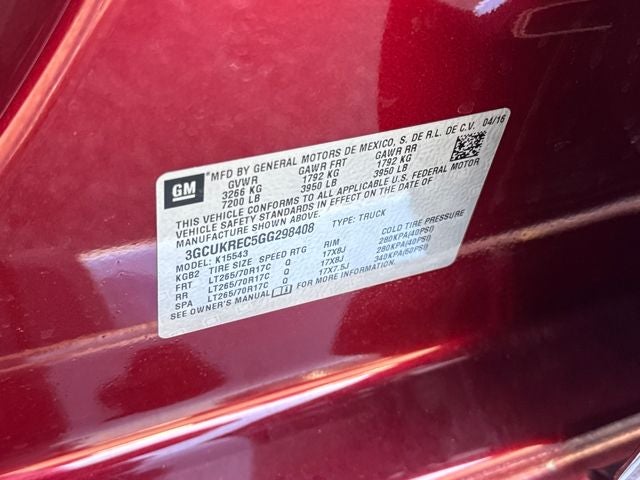 GM *MFD BY GENERAL MOTORS DE MEXICO, S. DE R.L. DE C.V. 04/16
GVWR GAWR FRT GAWR RR
3266 KG 1792 KG 1792 KG
7200 LB 3950 LB 3950 LB
THIS VEHICLE CONFORMS TO ALL APPLICABLE U.S. FEDERAL MOTOR
VEHICLE SAFETY STANDARDS IN EFFECT ON THE DATE OF
MANUFACTURE SHOWN ABOVE.
3GCUKREC5GG298408 TYPE: TRUCK
MODEL: K15543
KGB2 TIRE SIZE SPEED RTG RIM COLD TIRE PRESSURE
FRT LT265/70R17C Q 17X8J 280KPA(40PSI)
RR LT265/70R17C Q 17X8J 280KPA(40PSI)
SPA LT265/70R17C Q 17X7.5J 340KPA(50PSI)
SEE OWNER'S MANUAL FOR MORE INFORMATION.